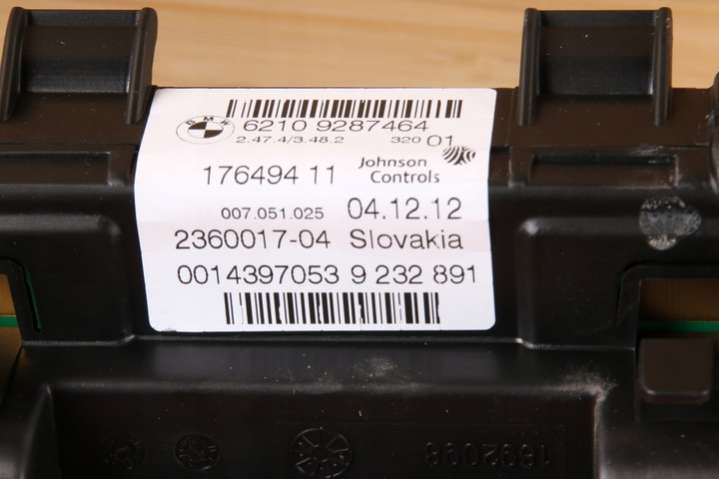 BMW 6210 9287464
2.47.4/3.48.2 320 01
176494 11 Johnson
Controls
007.051.025 04.12.12
2360017-04 Slovakia
0014397053 9 232 891